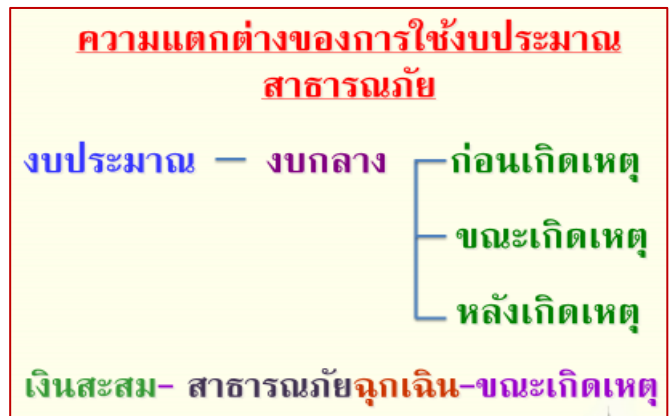 ความแตกต่างของการใช้งบประมาณ
สาธารณภัย
งบประมาณ — งบกลาง ก่อนเกิดเหตุ
ขณะเกิดเหตุ
หลังเกิดเหตุ
เงินสะสม- สาธารณภัยฉุกเฉิน-ขณะเกิดเหตุ